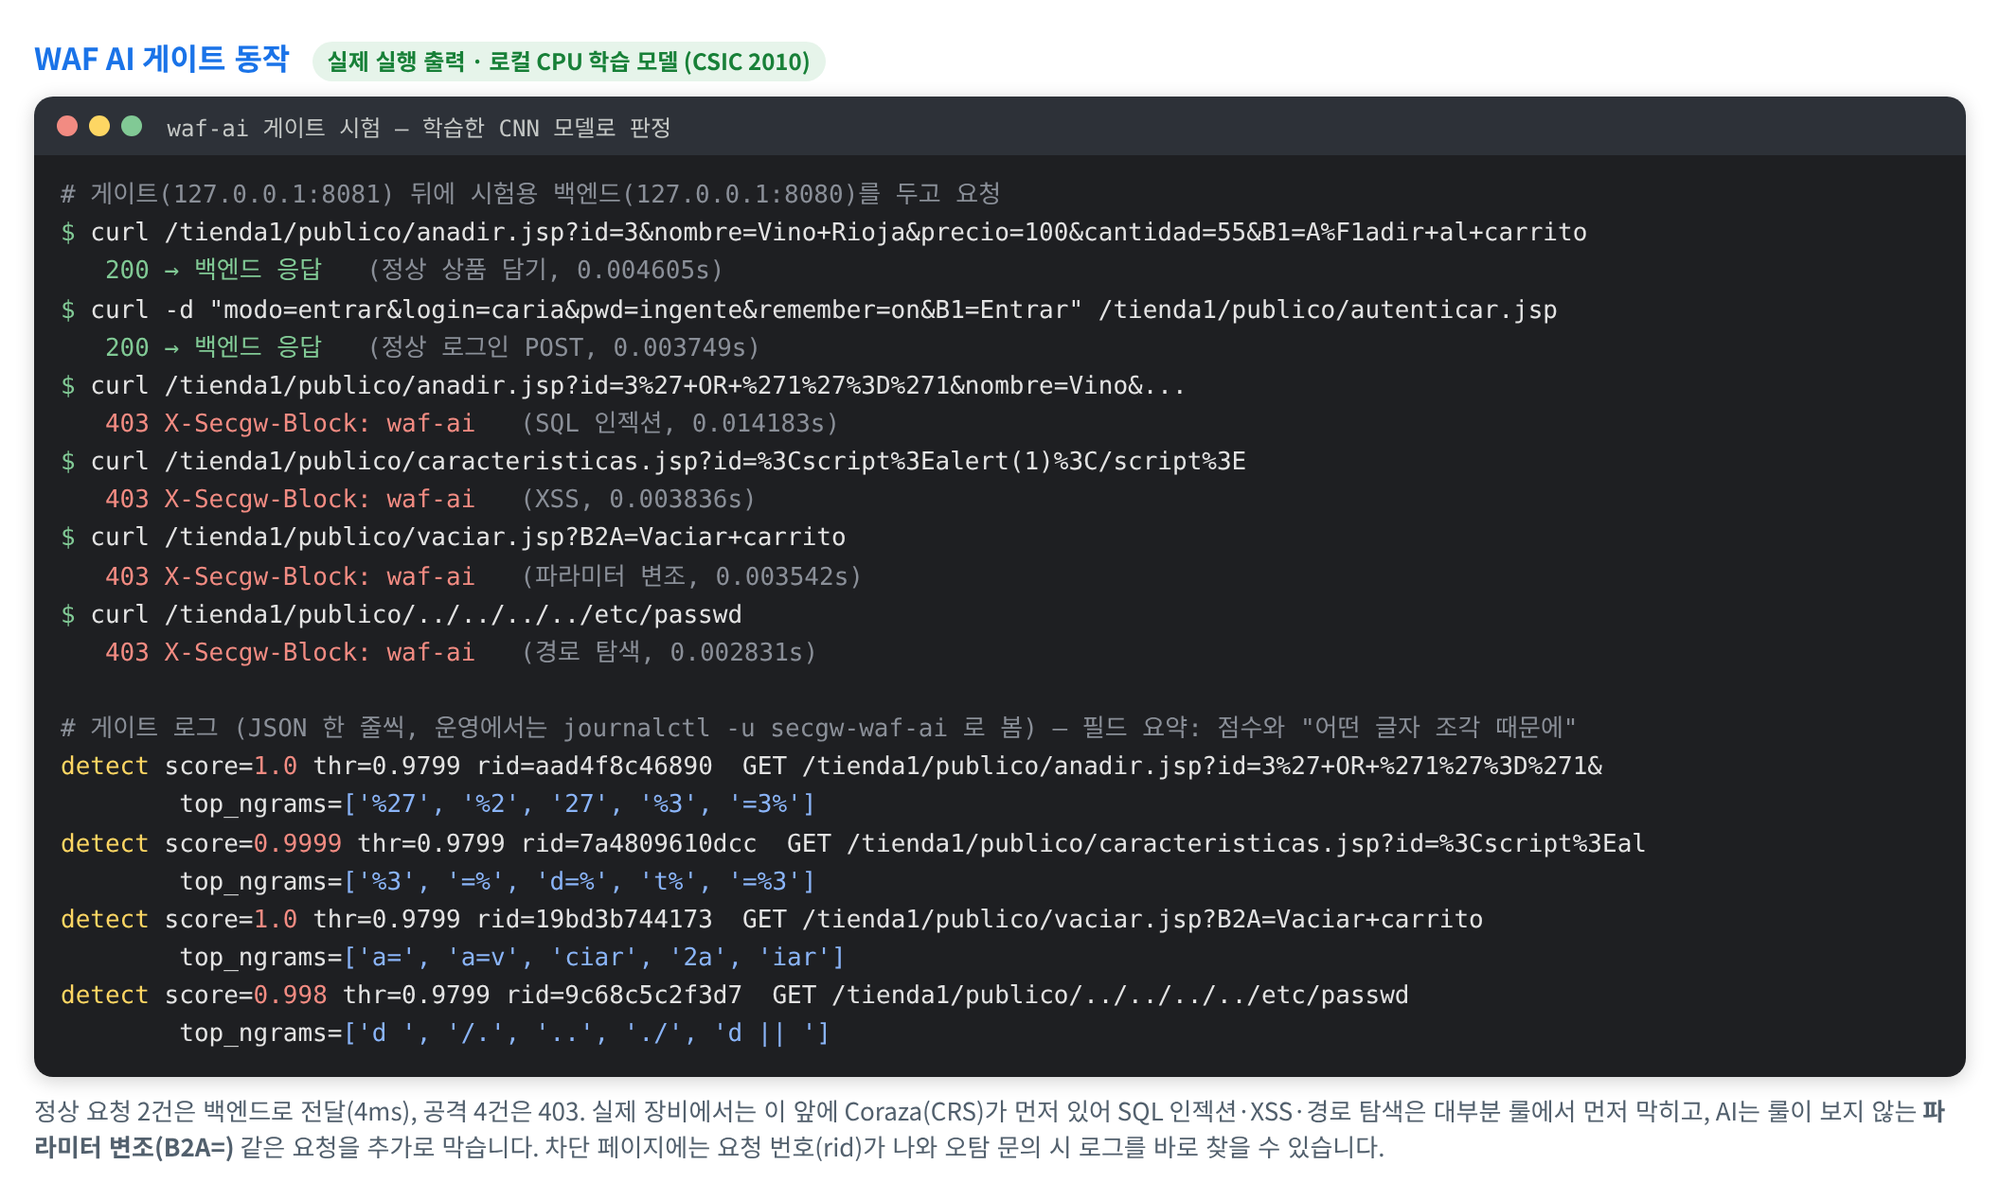 WAF AI 게이트 동작
실제 실행 출력 · 로컬 CPU 학습 모델 (CSIC 2010)
waf-ai 게이트 시험 — 학습한 CNN 모델로 판정
# 게이트(127.0.0.1:8081) 뒤에 시험용 백엔드(127.0.0.1:8080)를 두고 요청
$ curl /tienda1/publico/anadir.jsp?id=3&nombre=Vino+Rioja&precio=100&cantidad=55&B1=A%F1adir+al+carrito
200 → 백엔드 응답 (정상 상품 담기, 0.004605s)
$ curl -d "modo=entrar&login=caria&pwd=ingente&remember=on&B1=Entrar" /tienda1/publico/autenticar.jsp
200 → 백엔드 응답 (정상 로그인 POST, 0.003749s)
$ curl /tienda1/publico/anadir.jsp?id=3%27+OR+%271%27%3D%271&nombre=Vino&...
403 X-Secgw-Block: waf-ai (SQL 인젝션, 0.014183s)
$ curl /tienda1/publico/caracteristicas.jsp?id=%3Cscript%3Ealert(1)%3C/script%3E
403 X-Secgw-Block: waf-ai (XSS, 0.003836s)
$ curl /tienda1/publico/vaciar.jsp?B2A=Vaciar+carrito
403 X-Secgw-Block: waf-ai (파라미터 변조, 0.003542s)
$ curl /tienda1/publico/../../../../etc/passwd
403 X-Secgw-Block: waf-ai (경로 탐색, 0.002831s)
# 게이트 로그 (JSON 한 줄씩, 운영에서는 journalctl -u secgw-waf-ai 로 봄) — 필드 요약: 점수와 "어떤 글자 조각 때문에"
detect score=1.0 thr=0.9799 rid=aad4f8c46890 GET /tienda1/publico/anadir.jsp?id=3%27+OR+%271%27%3D%271&
top_ngrams=['%27', '%2', '27', '%3', '=3%']
detect score=0.9999 thr=0.9799 rid=7a4809610dcc GET /tienda1/publico/caracteristicas.jsp?id=%3Cscript%3Eal
top_ngrams=['%3', '=%', 'd=%', 't%', '=%3']
detect score=1.0 thr=0.9799 rid=19bd3b744173 GET /tienda1/publico/vaciar.jsp?B2A=Vaciar+carrito
top_ngrams=['a=', 'a=v', 'ciar', '2a', 'iar']
detect score=0.998 thr=0.9799 rid=9c68c5c2f3d7 GET /tienda1/publico/../../../../etc/passwd
top_ngrams=['d ', '/.', '..', './', 'd || ']
정상 요청 2건은 백엔드로 전달(4ms), 공격 4건은 403. 실제 장비에서는 이 앞에 Coraza(CRS)가 먼저 있어 SQL 인젝션·XSS·경로 탐색은 대부분 룰에서 먼저 막히고, AI는 룰이 보지 않는 파
라미터 변조(B2A=) 같은 요청을 추가로 막습니다. 차단 페이지에는 요청 번호(rid)가 나와 오탐 문의 시 로그를 바로 찾을 수 있습니다.